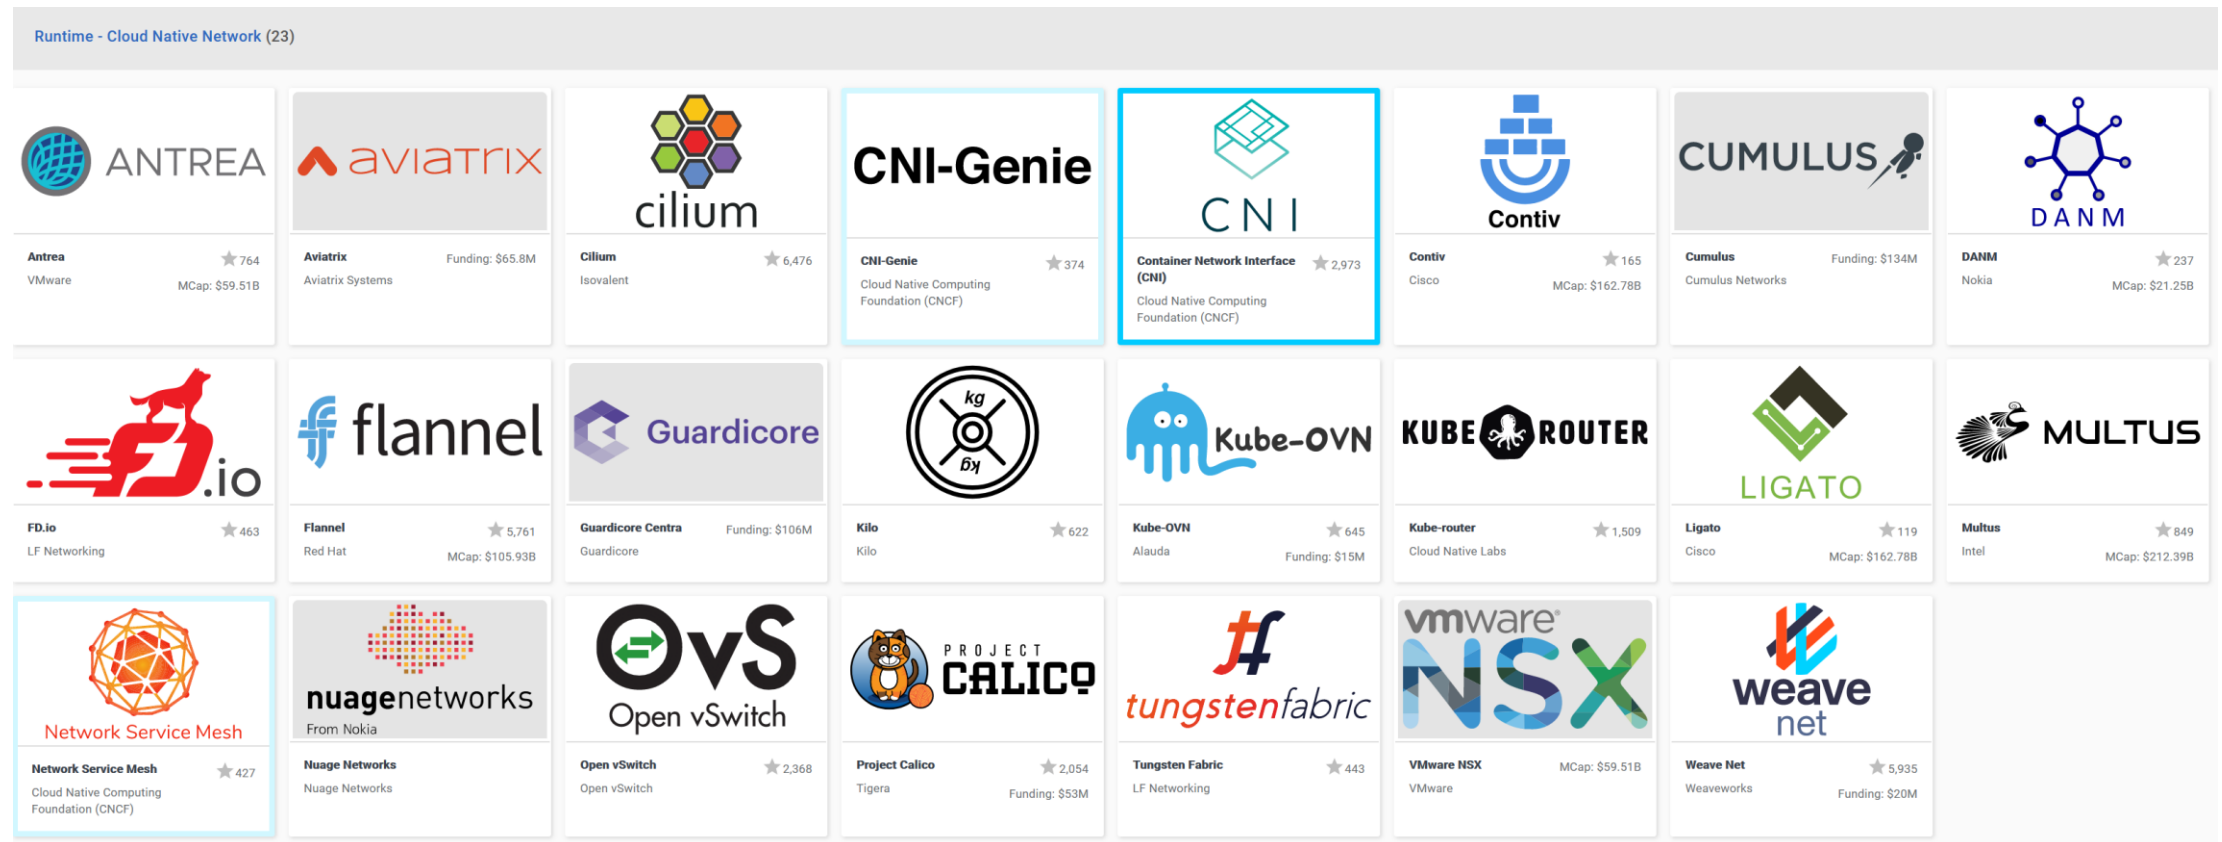 Runtime - Cloud Native Network (23)
ANTREA
Antrea
764
VMware
MCap: $59.51B
aviatrix
Aviatrix
Funding: $65.8M
Aviatrix Systems
cilium
Cilium
6,476
Isovalent
CNI-Genie
CNI-Genie
374
Cloud Native Computing
Foundation (CNCF)
CNI
Container Network Interface
(CNI)
2,973
Cloud Native Computing
Foundation (CNCF)
Contiv
Contiv
165
Cisco
MCap: $162.78B
CUMULUS
Cumulus
Funding: $134M
Cumulus Networks
DANM
DANM
237
Nokia
MCap: $21.25B
FD.io
FD.io
463
LF Networking
flannel
Flannel
5,761
Red Hat
MCap: $105.93B
Guardicore
Guardicore Centra
Funding: $106M
Guardicore
kg
kg
Kilo
622
Kilo
Kube-OVN
Kube-OVN
645
Alauda
Funding: $15M
KUBE ROUTER
Kube-router
1,509
Cloud Native Labs
LIGATO
Ligato
119
Cisco
MCap: $162.78B
MULTUS
Multus
849
Intel
MCap: $212.39B
Network Service Mesh
Network Service Mesh
427
Cloud Native Computing
Foundation (CNCF)
nuagenetworks
From Nokia
Nuage Networks
Nuage Networks
OvS
Open vSwitch
Open vSwitch
2,368
Open vSwitch
PROJECT
CALICO
Project Calico
2,054
Tigera
Funding: $53M
tf
tungstenfabric
Tungsten Fabric
443
LF Networking
vmware®
NSX
VMware NSX
MCap: $59.51B
VMware
weave
net
Weave Net
5,935
Weaveworks
Funding: $20M